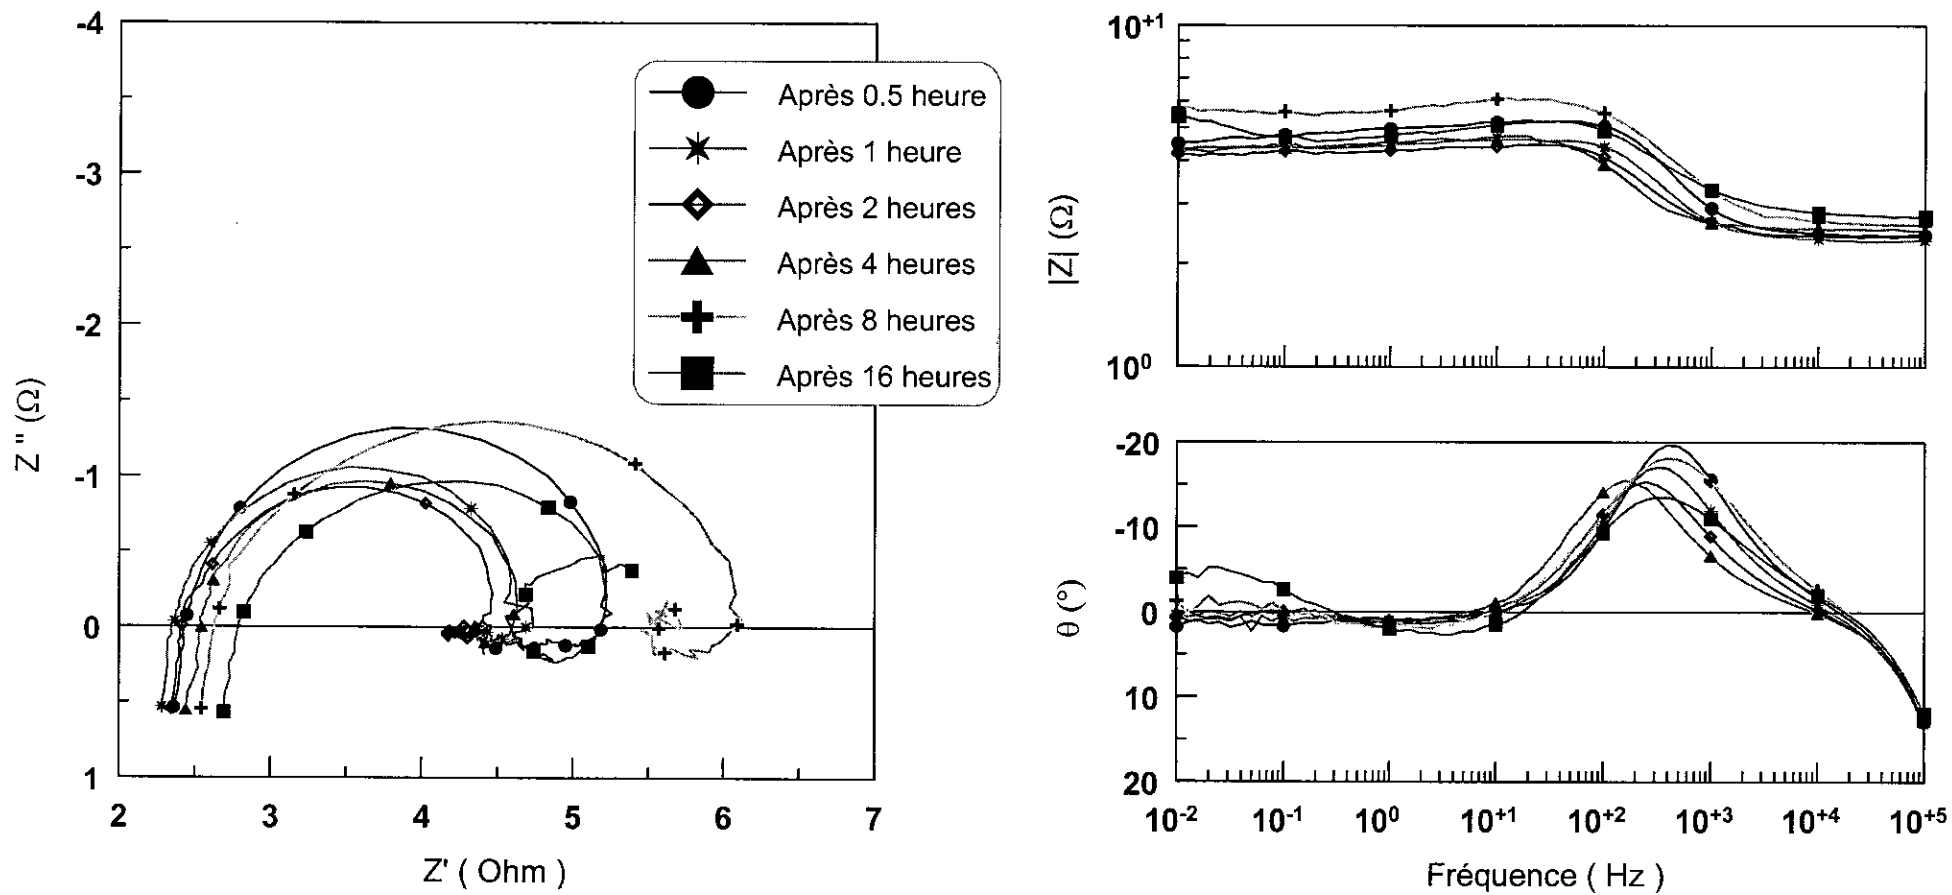 -4
-3
-2
-1
0
1
2
3
4
5
6
7
Z '' (Ω)
Z' ( Ohm )
Après 0.5 heure
Après 1 heure
Après 2 heures
Après 4 heures
Après 8 heures
Après 16 heures
10+1
100
|Z| (Ω)
-20
-10
0
10
20
θ (°)
10-2
10-1
100
10+1
10+2
10+3
10+4
10+5
Fréquence ( Hz )